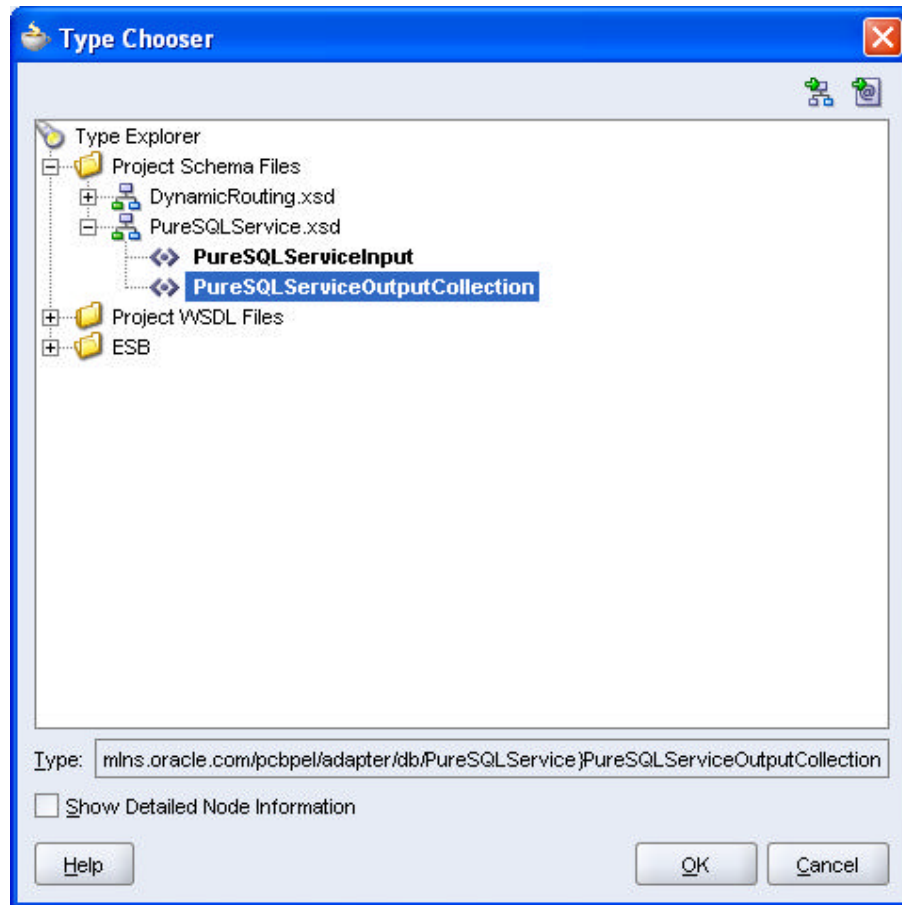 Type Chooser
Type Explorer
Project Schema Files
DynamicRouting.xsd
PureSQLService.xsd
PureSQLServiceInput
PureSQLServiceOutputCollection
Project WSDL Files
ESB
Type: mlns.oracle.com/pcbpel/adapter/db/PureSQLService}PureSQLServiceOutputCollection
Show Detailed Node Information
Help OK Cancel